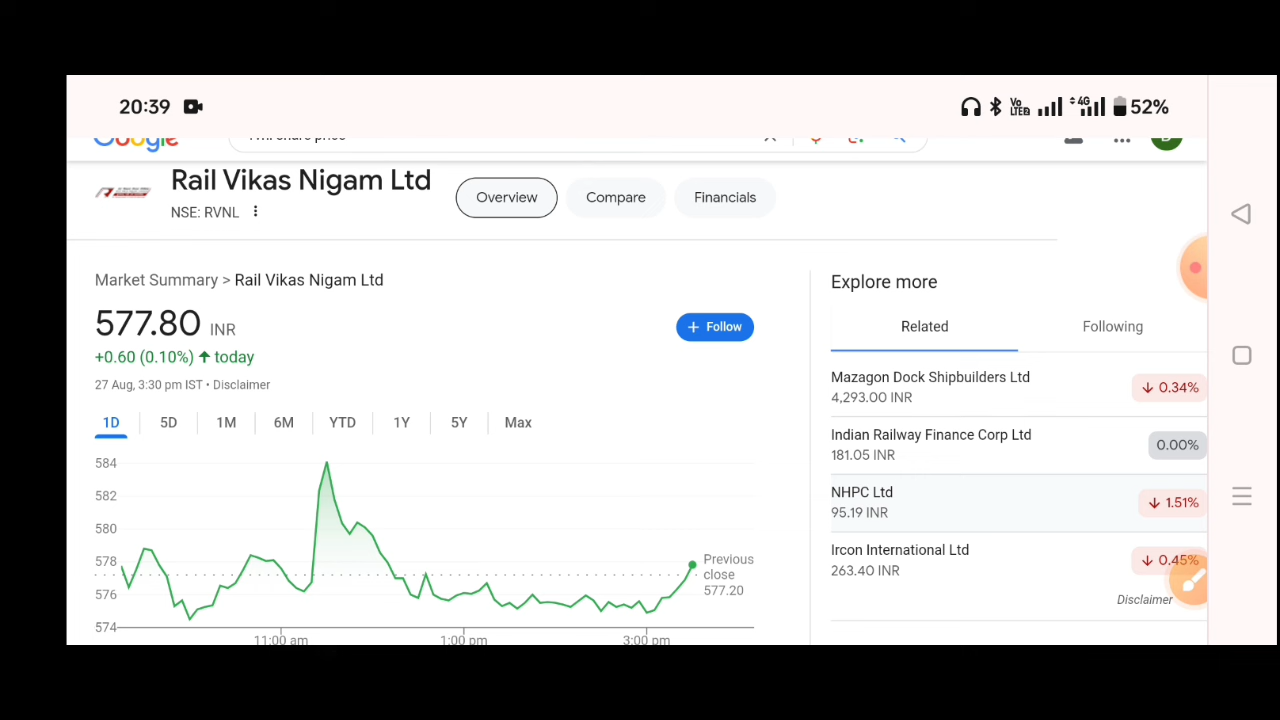 20:39
Vo LTE2
4G
52%
Google
Rail Vikas Nigam Ltd
NSE: RVNL
Overview
Compare
Financials
Market Summary > Rail Vikas Nigam Ltd
577.80 INR
+ Follow
+0.60 (0.10%) ↑ today
27 Aug, 3:30 pm IST • Disclaimer
1D 5D 1M 6M YTD 1Y 5Y Max
584
582
580
578
576
574
Previous
close
577.20
11:00 am 1:00 pm 3:00 pm
Explore more
Related Following
Mazagon Dock Shipbuilders Ltd
4,293.00 INR
↓ 0.34%
Indian Railway Finance Corp Ltd
181.05 INR
0.00%
NHPC Ltd
95.19 INR
↓ 1.51%
Ircon International Ltd
263.40 INR
↓ 0.45%
Disclaimer